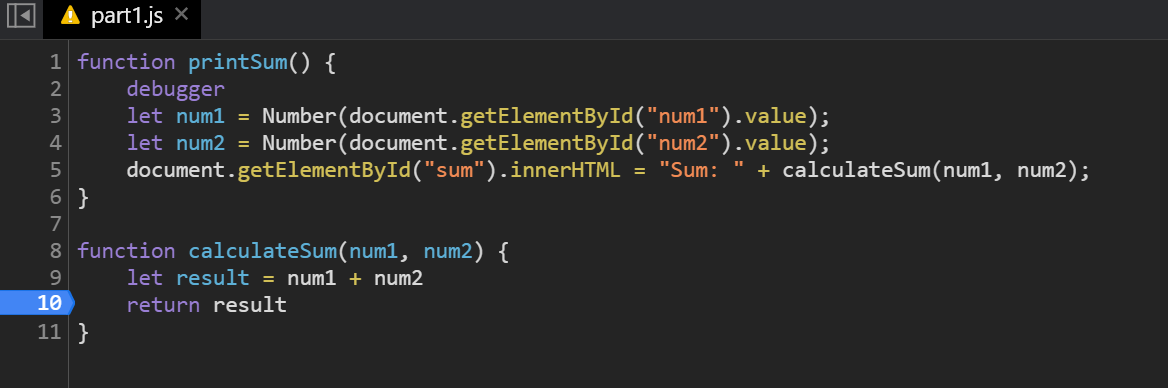 part1.js ×
1 function printSum() {
2     debugger
3     let num1 = Number(document.getElementById("num1").value);
4     let num2 = Number(document.getElementById("num2").value);
5     document.getElementById("sum").innerHTML = "Sum: " + calculateSum(num1, num2);
6 }
7
8 function calculateSum(num1, num2) {
9     let result = num1 + num2
10     return result
11 }